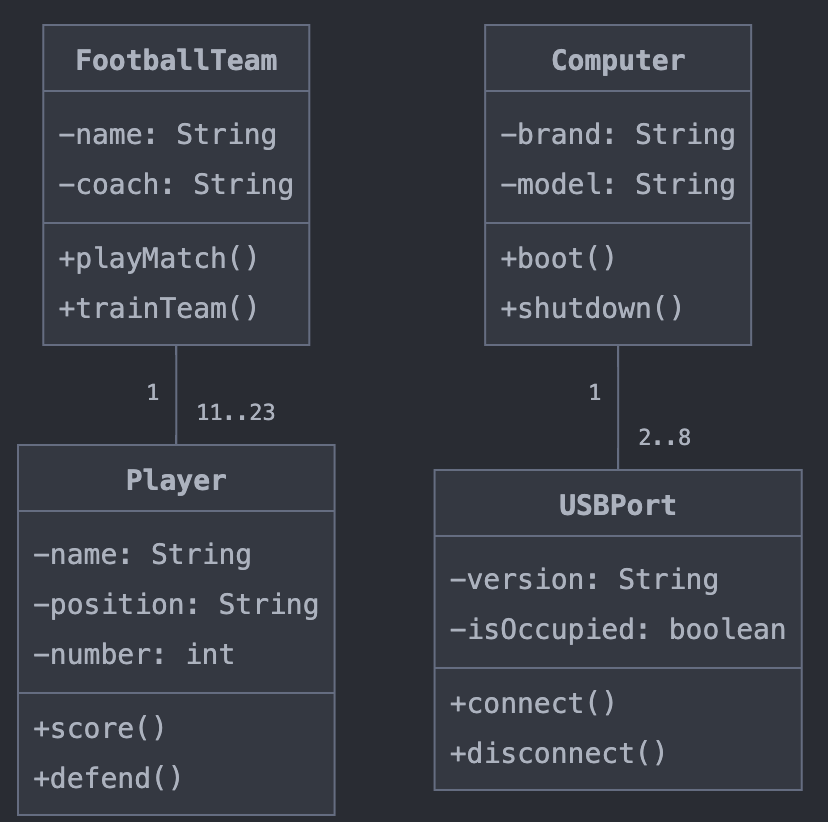 FootballTeam
-name: String
-coach: String
+playMatch()
+trainTeam()
1
11..23
Player
-name: String
-position: String
-number: int
+score()
+defend()
Computer
-brand: String
-model: String
+boot()
+shutdown()
1
2..8
USBPort
-version: String
-isOccupied: boolean
+connect()
+disconnect()